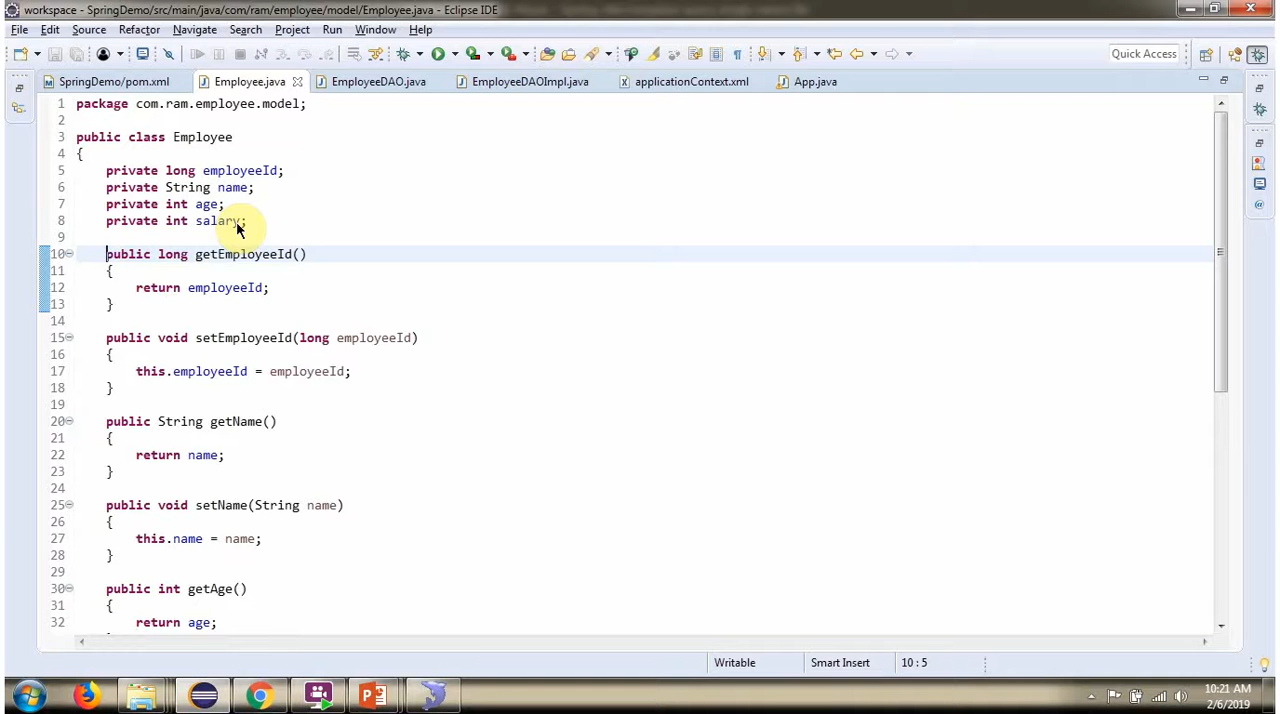 workspace - SpringDemo/src/main/java/com/ram/employee/model/Employee.java - Eclipse IDE
File Edit Source Refactor Navigate Search Project Run Window Help
Quick Access
SpringDemo/pom.xml Employee.java EmployeeDAO.java EmployeeDAOImpl.java applicationContext.xml App.java
1 package com.ram.employee.model;
2
3 public class Employee
4 {
5 private long employeeId;
6 private String name;
7 private int age;
8 private int salary;
9
10 public long getEmployeeId()
11 {
12 return employeeId;
13 }
14
15 public void setEmployeeId(long employeeId)
16 {
17 this.employeeId = employeeId;
18 }
19
20 public String getName()
21 {
22 return name;
23 }
24
25 public void setName(String name)
26 {
27 this.name = name;
28 }
29
30 public int getAge()
31 {
32 return age;
Writable Smart Insert 10 : 5
10:21 AM
2/6/2019